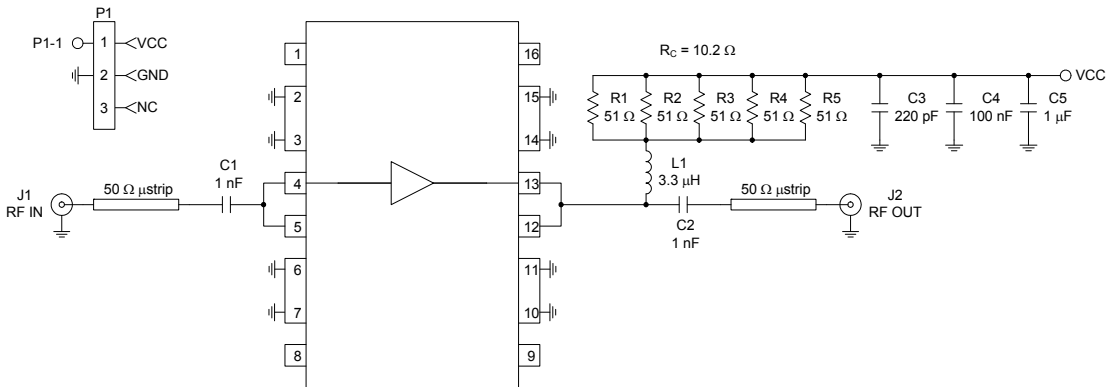 P1
P1-1
1
VCC
2
GND
3
NC
J1
RF IN
50 Ω µstrip
C1
1 nF
1
2
3
4
5
6
7
8
16
15
14
13
12
11
10
9
R_C = 10.2 Ω
R1
51 Ω
R2
51 Ω
R3
51 Ω
R4
51 Ω
R5
51 Ω
C3
220 pF
C4
100 nF
C5
1 µF
VCC
L1
3.3 µH
C2
1 nF
50 Ω µstrip
J2
RF OUT